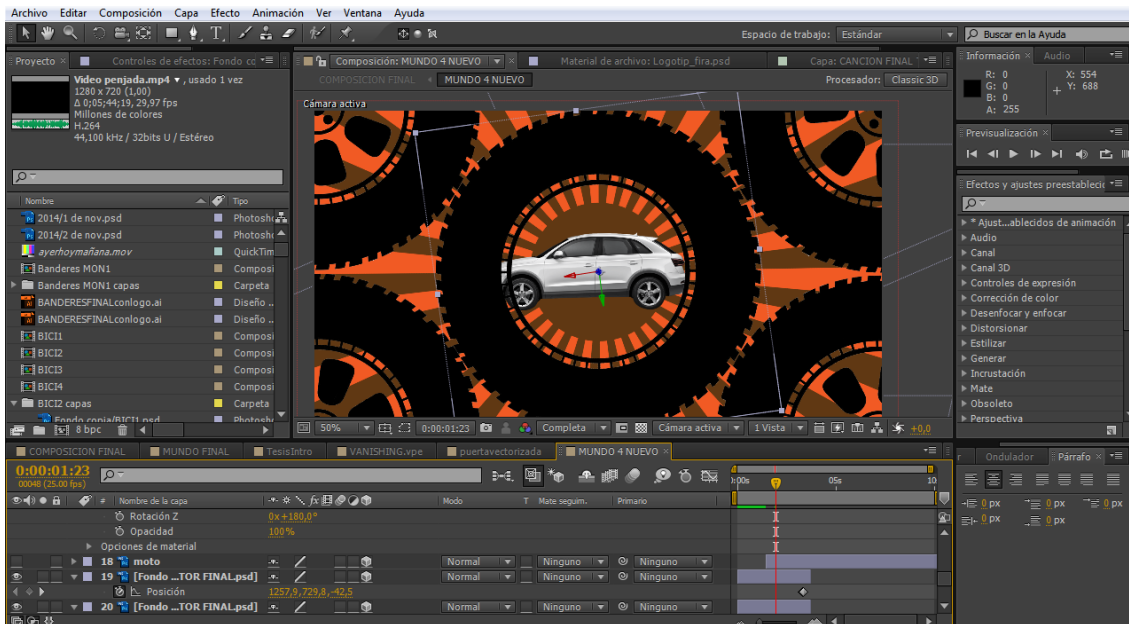 Archivo Editar Composición Capa Efecto Animación Ver Ventana Ayuda
Espacio de trabajo: Estándar Buscar en la Ayuda
Proyecto × Controles de efectos: Fondo co
Composición: MUNDO 4 NUEVO Material de archivo: Logotip_fira.psd Capa: CANCION FINAL
Información × Audio
Video penjada.mp4 ▼ , usado 1 vez
1280 x 720 (1,00)
Δ 0;05;44;19, 29,97 fps
Millones de colores
H.264
44,100 kHz / 32bits U / Estéreo
COMPOSICION FINAL MUNDO 4 NUEVO Procesador: Classic 3D
Cámara activa
R: 0 X: 554
G: 0 Y: 688
B: 0
A: 255
Previsualización ×
Efectos y ajustes preestableci
* Ajust...ablecidos de animación
Audio
Canal
Canal 3D
Controles de expresión
Corrección de color
Desenfocar y enfocar
Distorsionar
Estilizar
Generar
Incrustación
Mate
Obsoleto
Perspectiva
Nombre Tipo
2014/1 de nov.psd Photosh
2014/2 de nov.psd Photosh
ayerhoymañana.mov QuickTim
Banderes MON1 Composi
Banderes MON1 capas Carpeta
BANDERESFINALconlogo.ai Diseño ..
BANDERESFINALconlogo.ai Diseño ..
BICI1 Composi
BICI2 Composi
BICI3 Composi
BICI4 Composi
BICI2 capas Carpeta
Fondo copia/BICI1.psd Photosh
8 bpc
50% 0:00:01:23 Completa Cámara activa 1 Vista +0,0
COMPOSICION FINAL MUNDO FINAL TesisIntro VANISHING.vpe puertavectorizada MUNDO 4 NUEVO ×
r Ondulador Párrafo ×
0:00:01:23
00048 (25.00 fps)
):00s 05s 10
# Nombre de la capa Modo T Mate seguim. Primario
Rotación Z 0x+180,0°
Opacidad 100%
Opciones de material
18 moto Normal Ninguno Ninguno
19 [Fondo ...TOR FINAL.psd] Normal Ninguno Ninguno
Posición 1257,9,729,8,-42,5
20 [Fondo ...TOR FINAL.psd] Normal Ninguno Ninguno
0 px 0 px 0 px
0 px 0 px